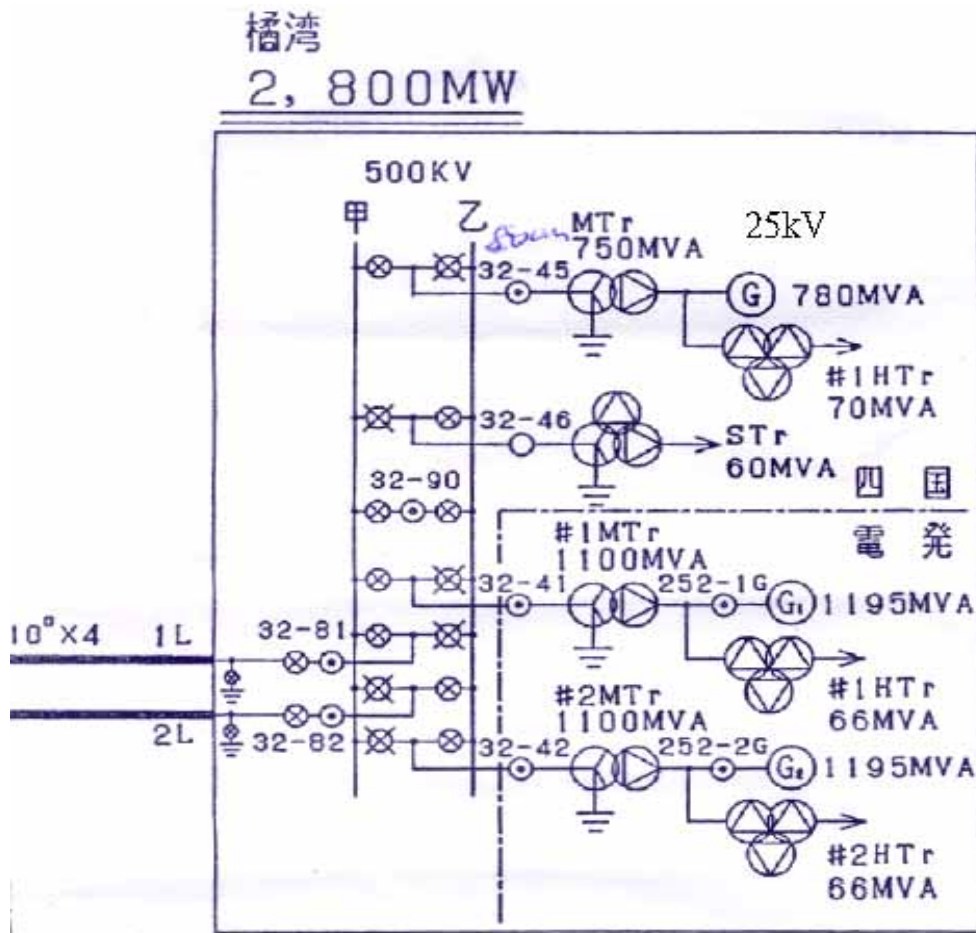 橘湾
2, 800MW
500KV
甲
乙
MTr
750MVA
25kV
32-45
G
780MVA
#1HTr
70MVA
32-46
STr
60MVA
32-90
四国
電発
#1MTr
1100MVA
32-41
252-1G
G₁
1195MVA
10□×4
1L
32-81
#1HTr
66MVA
#2MTr
1100MVA
2L
32-82
32-42
252-2G
G₂
1195MVA
#2HTr
66MVA